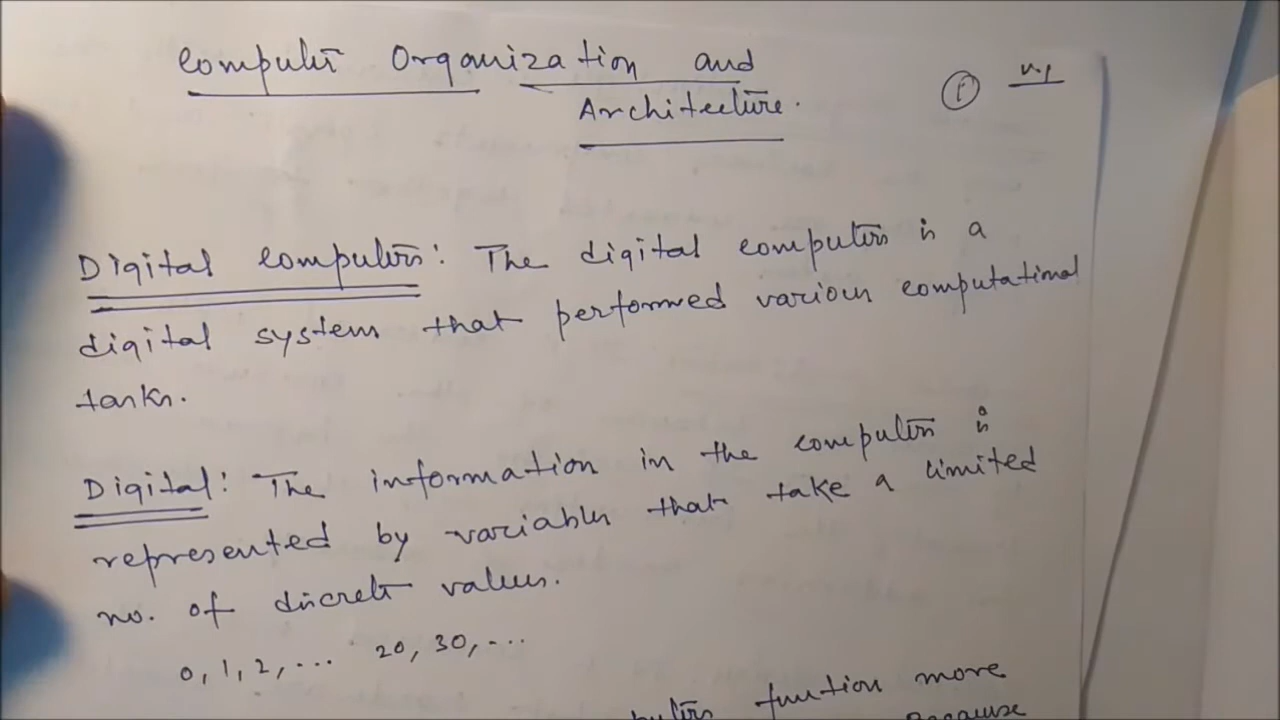 Computer Organization and
Architecture.
Digital computers: The digital computers is a
digital system that performed various computational
tasks.
Digital: The information in the computers is
represented by variables that take a limited
no. of discrete values.
0, 1, 2, ... 20, 30, ...
function more
Because